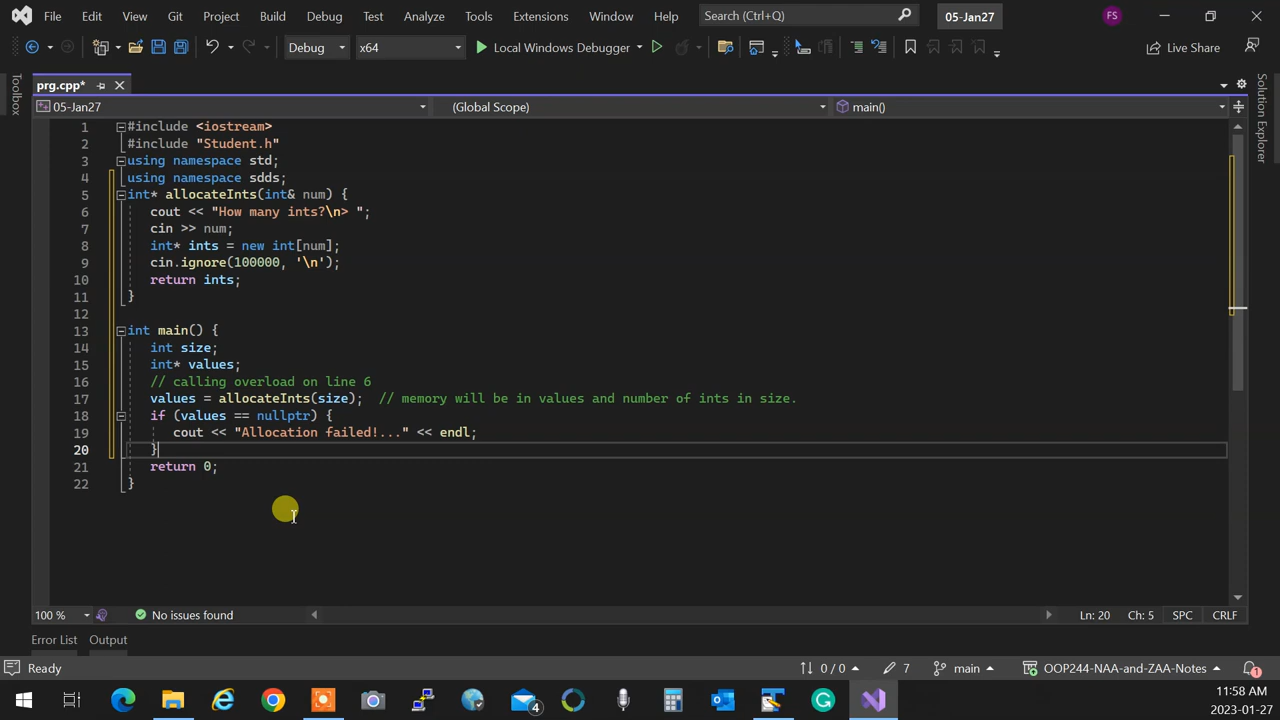 File Edit View Git Project Build Debug Test Analyze Tools Extensions Window Help Search (Ctrl+Q) 05-Jan27 FS
Debug x64 Local Windows Debugger Live Share
prg.cpp*
05-Jan27 (Global Scope) main()
Toolbox
Solution Explorer
1 #include <iostream>
2 #include "Student.h"
3 using namespace std;
4 using namespace sdds;
5 int* allocateInts(int& num) {
6 cout << "How many ints?\n> ";
7 cin >> num;
8 int* ints = new int[num];
9 cin.ignore(100000, '\n');
10 return ints;
11 }
12
13 int main() {
14 int size;
15 int* values;
16 // calling overload on line 6
17 values = allocateInts(size); // memory will be in values and number of ints in size.
18 if (values == nullptr) {
19 cout << "Allocation failed!..." << endl;
20 }
21 return 0;
22 }
100 % No issues found Ln: 20 Ch: 5 SPC CRLF
Error List Output
Ready 0 / 0 7 main OOP244-NAA-and-ZAA-Notes 1
4
11:58 AM
2023-01-27